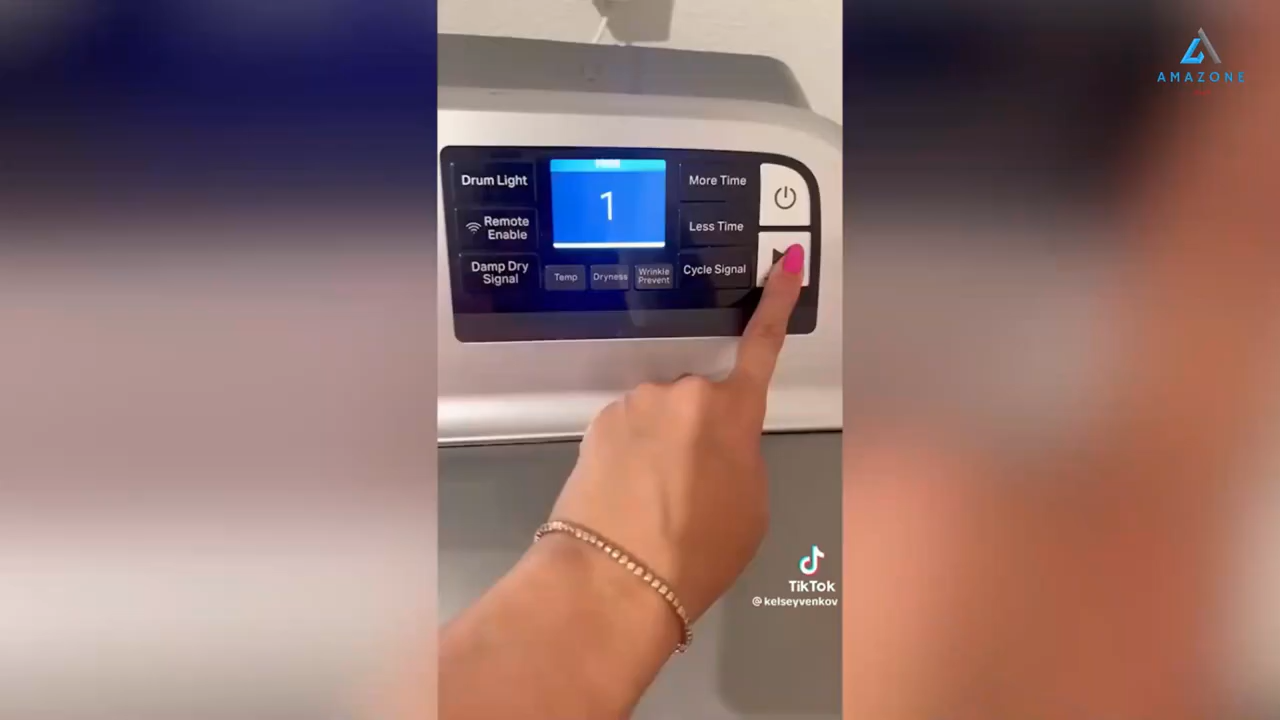 AMAZONE
Drum Light
Remote
Enable
Damp Dry
Signal
1
Temp
Dryness
Wrinkle
Prevent
More Time
Less Time
Cycle Signal
TikTok
@kelseyvenkov